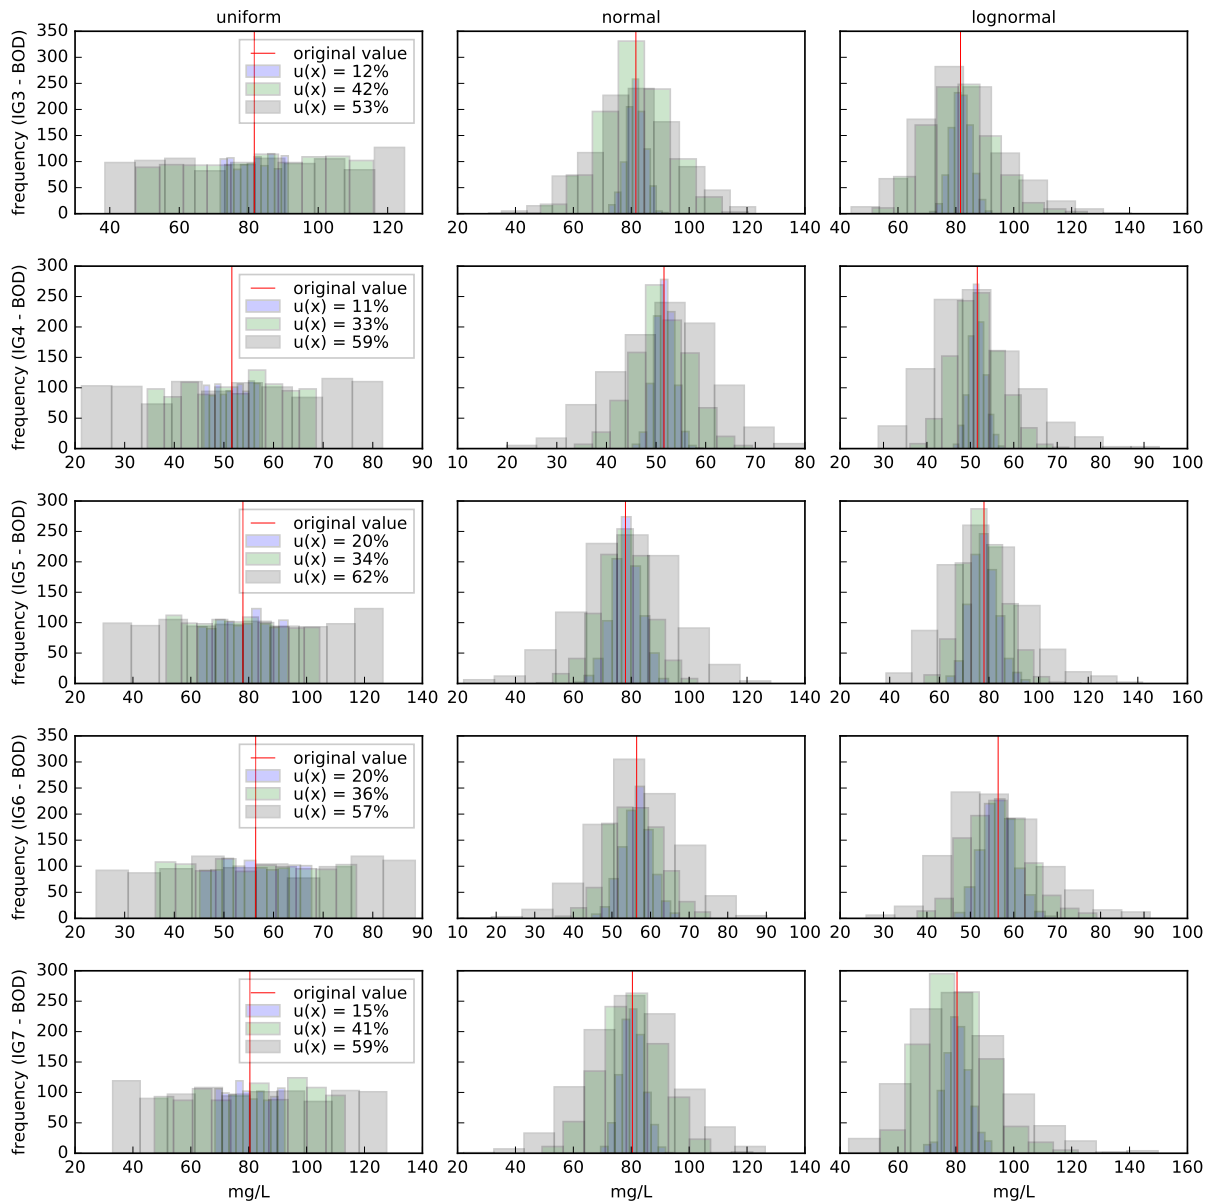 uniform normal lognormal
frequency (IG3 - BOD)
350
300
250
200
150
100
50
0
original value
u(x) = 12%
u(x) = 42%
u(x) = 53%
40 60 80 100 120
20 40 60 80 100 120 140
40 60 80 100 120 140 160
frequency (IG4 - BOD)
300
250
200
150
100
50
0
original value
u(x) = 11%
u(x) = 33%
u(x) = 59%
20 30 40 50 60 70 80 90
10 20 30 40 50 60 70 80
20 30 40 50 60 70 80 90 100
frequency (IG5 - BOD)
300
250
200
150
100
50
0
original value
u(x) = 20%
u(x) = 34%
u(x) = 62%
20 40 60 80 100 120 140
20 40 60 80 100 120 140
20 40 60 80 100 120 140 160
frequency (IG6 - BOD)
350
300
250
200
150
100
50
0
original value
u(x) = 20%
u(x) = 36%
u(x) = 57%
20 30 40 50 60 70 80 90
10 20 30 40 50 60 70 80 90 100
20 30 40 50 60 70 80 90 100
frequency (IG7 - BOD)
300
250
200
150
100
50
0
original value
u(x) = 15%
u(x) = 41%
u(x) = 59%
20 40 60 80 100 120 140
20 40 60 80 100 120 140
40 60 80 100 120 140 160
mg/L mg/L mg/L